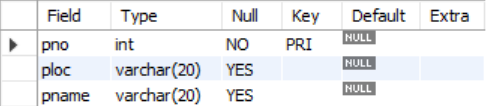 Field Type Null Key Default Extra
pno int NO PRI NULL
ploc varchar(20) YES NULL
pname varchar(20) YES NULL